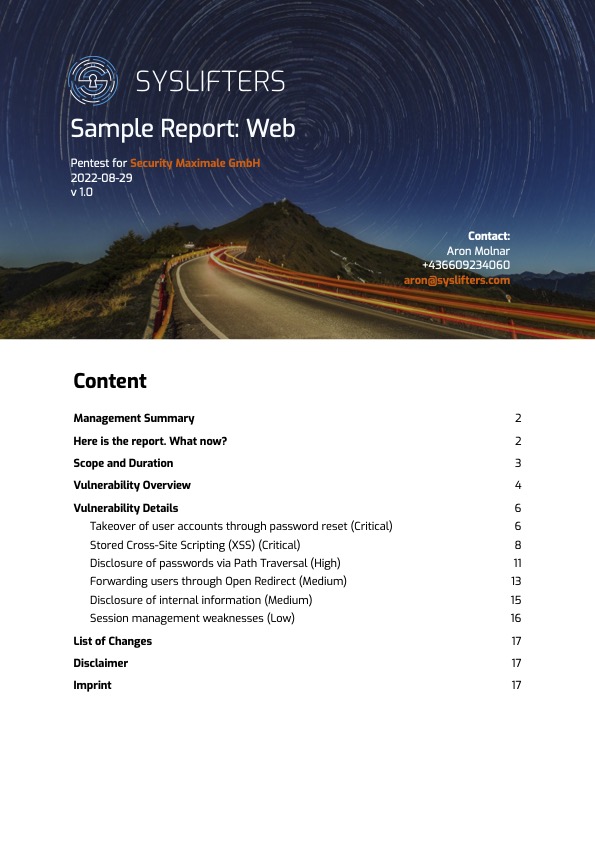 SYSLIFTERS
Sample Report: Web
Pentest for Security Maximale GmbH
2022-08-29
v 1.0
Contact:
Aron Molnar
+436609234060
aron@syslifters.com
Content
Management Summary 2
Here is the report. What now? 2
Scope and Duration 3
Vulnerability Overview 4
Vulnerability Details 6
Takeover of user accounts through password reset (Critical) 6
Stored Cross-Site Scripting (XSS) (Critical) 8
Disclosure of passwords via Path Traversal (High) 11
Forwarding users through Open Redirect (Medium) 13
Disclosure of internal information (Medium) 15
Session management weaknesses (Low) 16
List of Changes 17
Disclaimer 17
Imprint 17